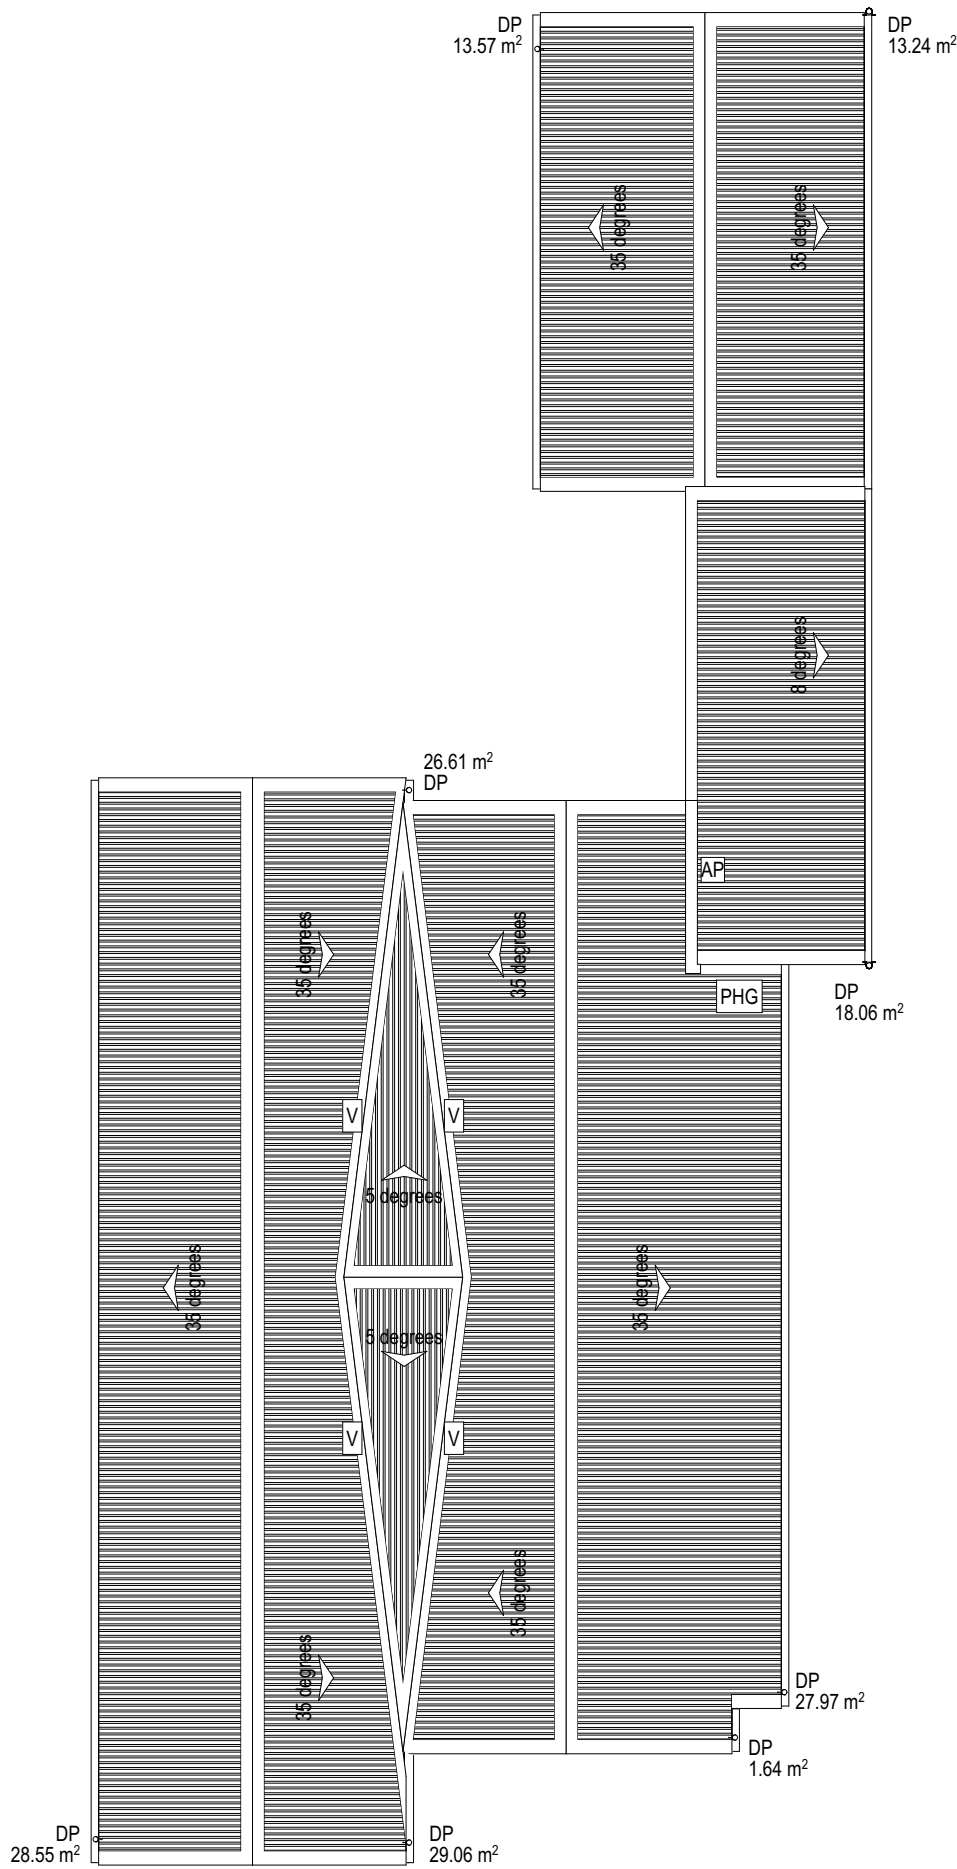 DP
13.57 m²
DP
13.24 m²
35 degrees
35 degrees
8 degrees
26.61 m²
DP
AP
35 degrees
35 degrees
PHG
DP
18.06 m²
V
V
5 degrees
35 degrees
35 degrees
5 degrees
V
V
35 degrees
35 degrees
DP
27.97 m²
DP
1.64 m²
DP
28.55 m²
DP
29.06 m²